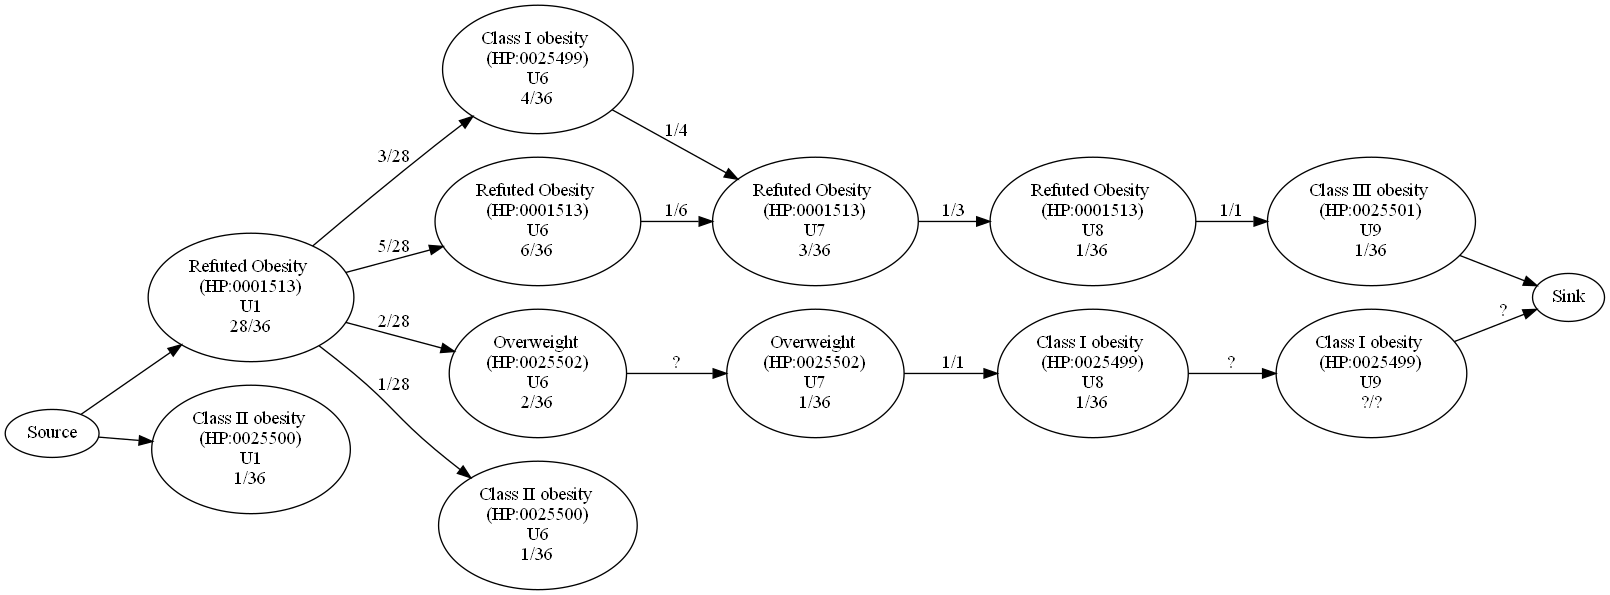 Class I obesity
(HP:0025499)
U6
4/36
3/28
1/4
Refuted Obesity
(HP:0001513)
U6
6/36
5/28
1/6
Refuted Obesity
(HP:0001513)
U7
3/36
1/3
Refuted Obesity
(HP:0001513)
U8
1/36
1/1
Class III obesity
(HP:0025501)
U9
1/36
Refuted Obesity
(HP:0001513)
U1
28/36
Sink
2/28
Overweight
(HP:0025502)
U6
2/36
?
Overweight
(HP:0025502)
U7
1/36
1/1
Class I obesity
(HP:0025499)
U8
1/36
?
Class I obesity
(HP:0025499)
U9
?/?
?
1/28
Source
Class II obesity
(HP:0025500)
U1
1/36
Class II obesity
(HP:0025500)
U6
1/36